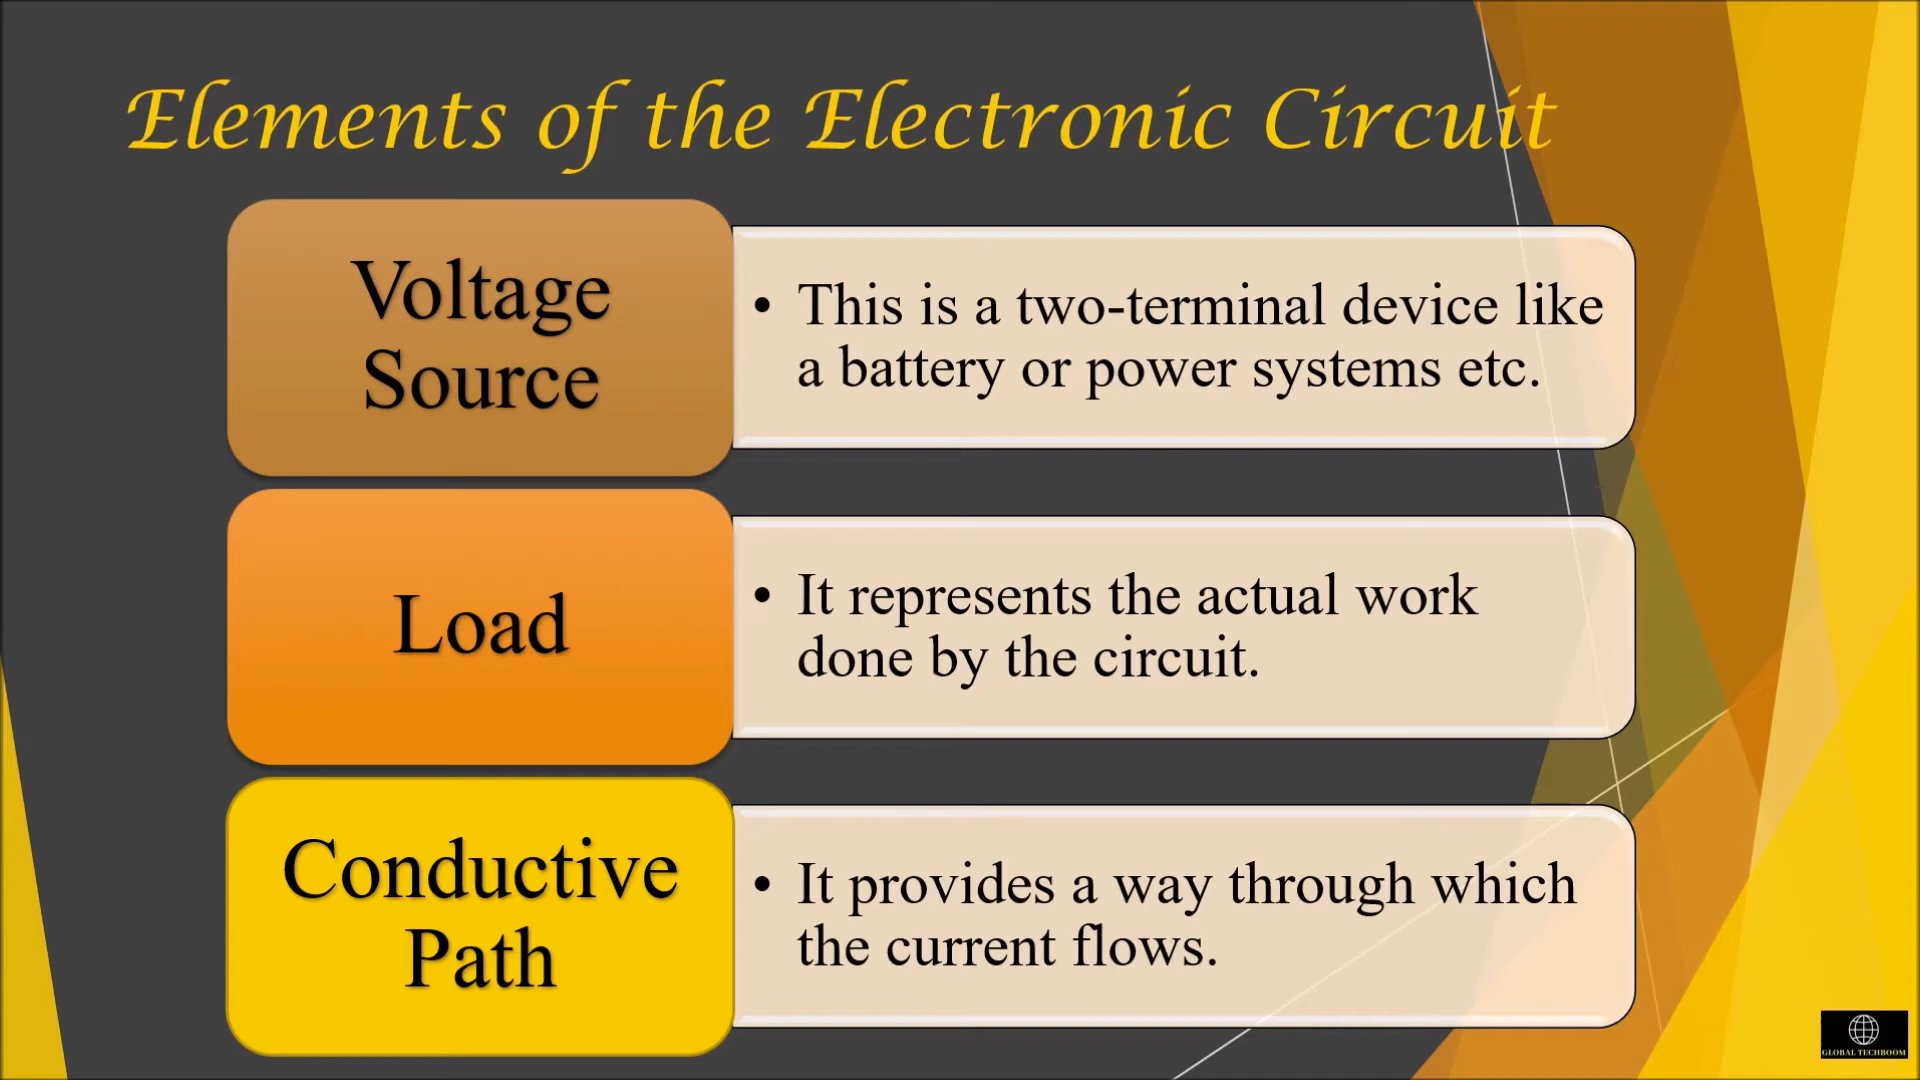 Elements of the Electronic Circuit
Voltage
Source
• This is a two-terminal device like
a battery or power systems etc.
Load
• It represents the actual work
done by the circuit.
Conductive
Path
• It provides a way through which
the current flows.
GLOBAL TECHBOOM